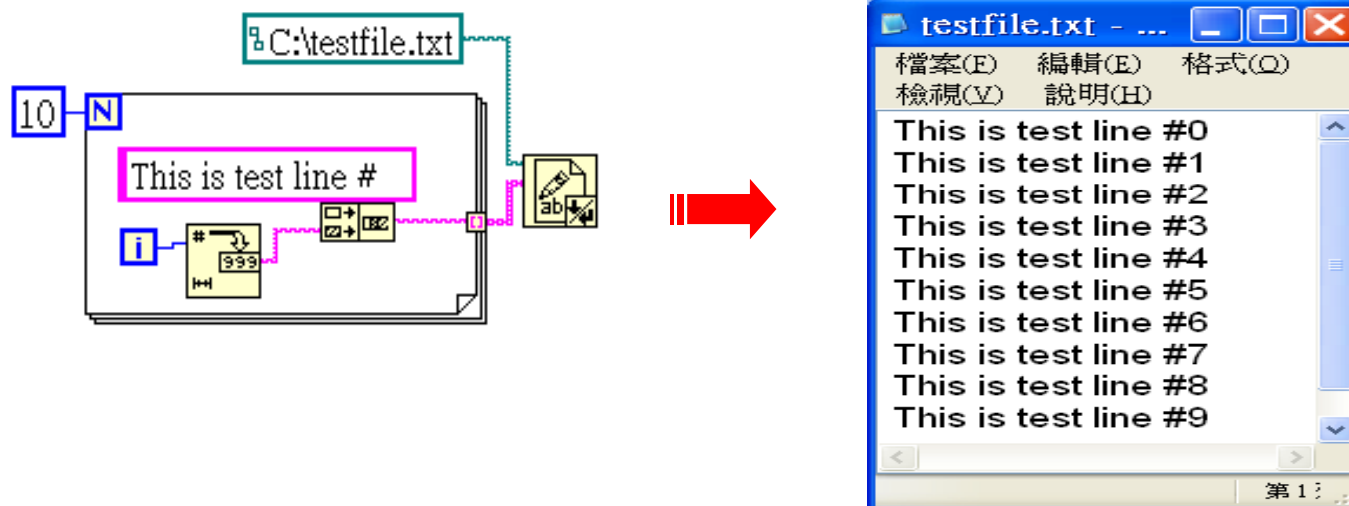 C:\testfile.txt
10
N
This is test line #
i
#
999
ab
testfile.txt - ...
檔案(F) 編輯(E) 格式(O)
檢視(V) 說明(H)
This is test line #0
This is test line #1
This is test line #2
This is test line #3
This is test line #4
This is test line #5
This is test line #6
This is test line #7
This is test line #8
This is test line #9
第 1